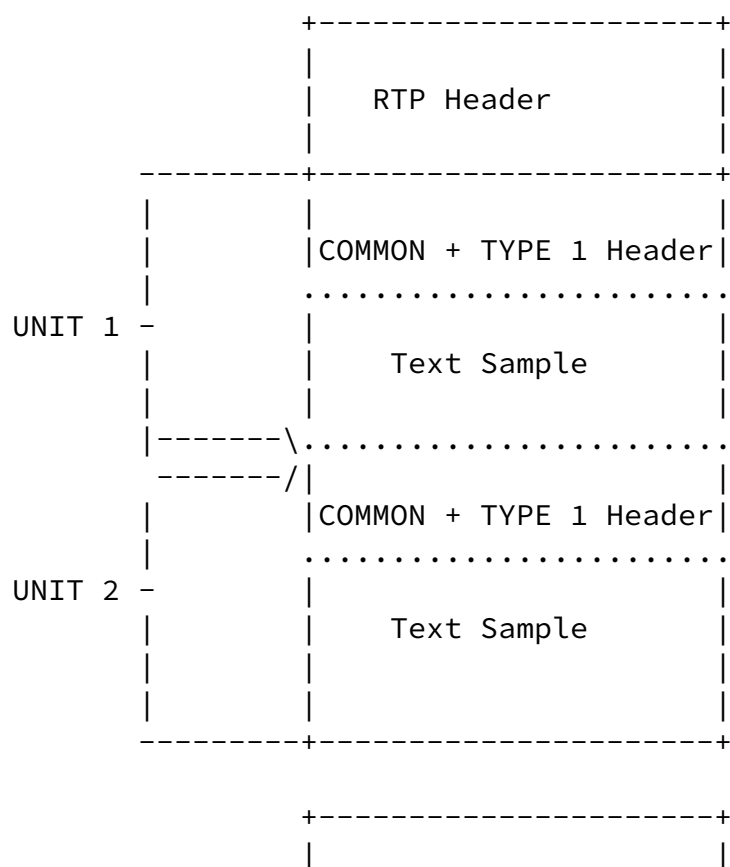 RTP Header
COMMON + TYPE 1 Header
UNIT 1
Text Sample
COMMON + TYPE 1 Header
UNIT 2
Text Sample